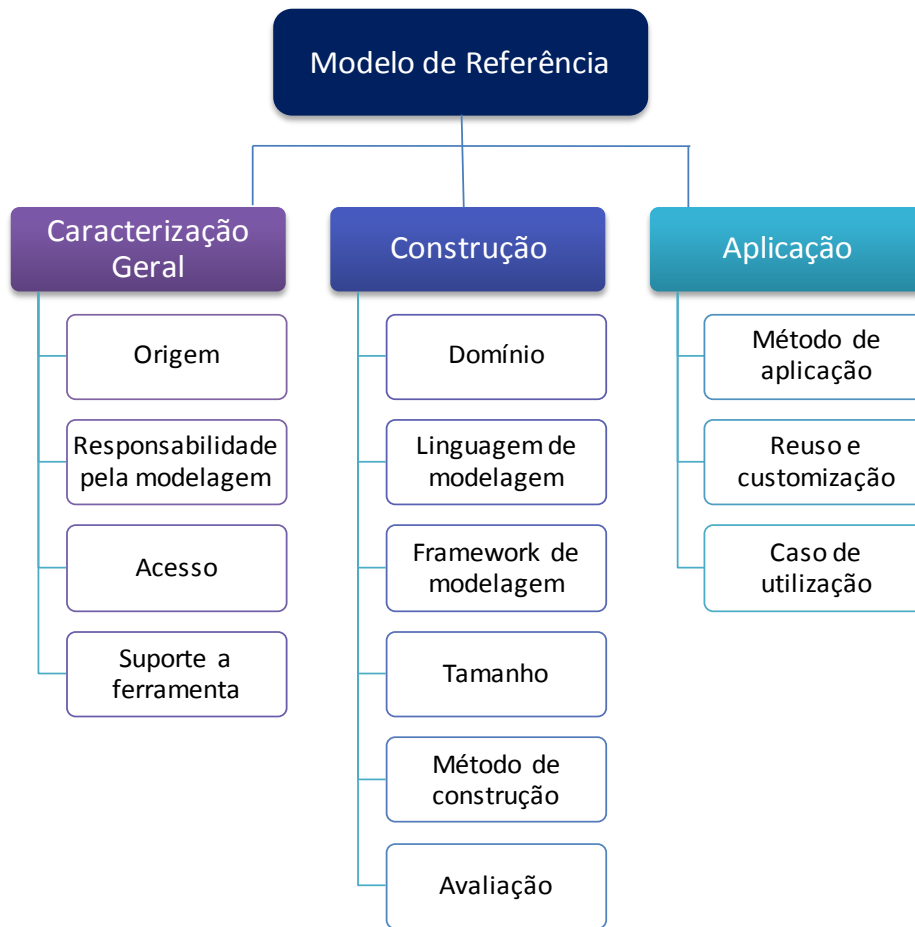 Modelo de Referência
Caracterização
Geral
Origem
Responsabilidade
pela modelagem
Acesso
Suporte a
ferramenta
Construção
Domínio
Linguagem de
modelagem
Framework de
modelagem
Tamanho
Método de
construção
Avaliação
Aplicação
Método de
aplicação
Reuso e
customização
Caso de
utilização